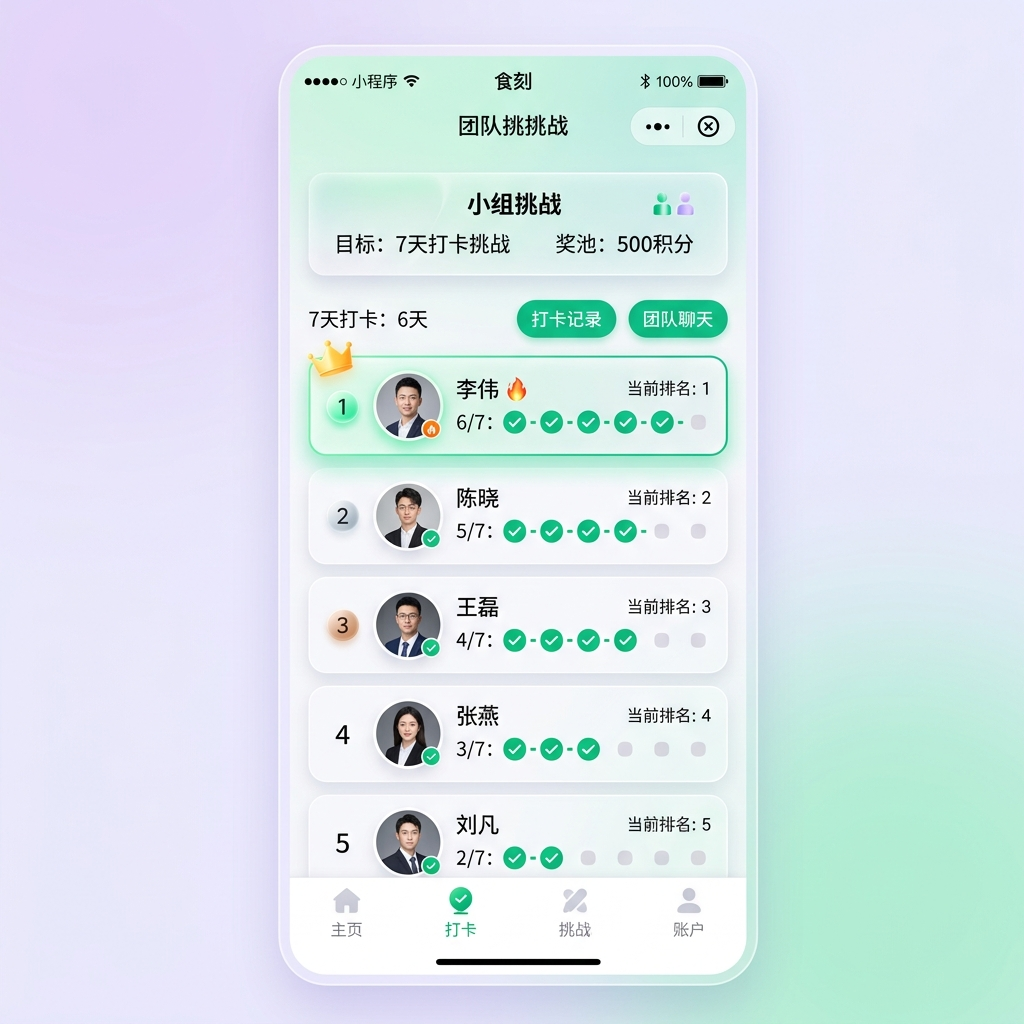 小程序 食刻 100%
团队挑挑战
小组挑战
目标：7天打卡挑战 奖池：500积分
7天打卡：6天 打卡记录 团队聊天
1 李伟 当前排名: 1
6/7:
2 陈晓 当前排名: 2
5/7:
3 王磊 当前排名: 3
4/7:
4 张燕 当前排名: 4
3/7:
5 刘凡 当前排名: 5
2/7:
主页 打卡 挑战 账户